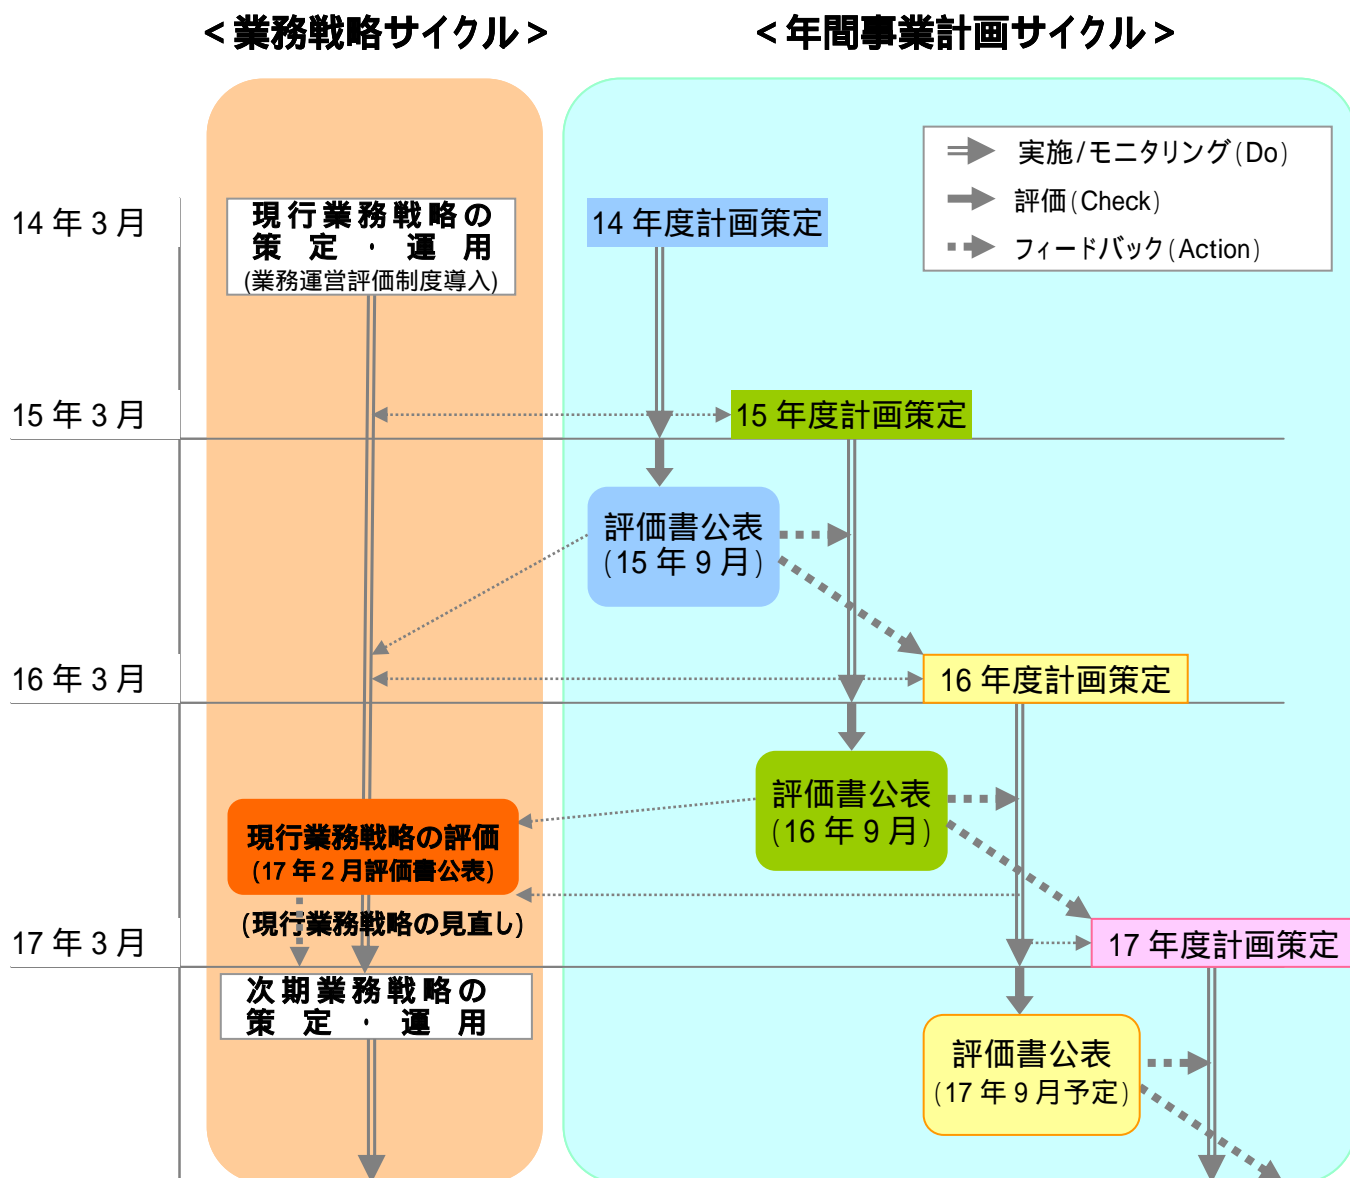 ＜業務戦略サイクル＞
＜年間事業計画サイクル＞
実施/モニタリング(Do)
評価(Check)
フィードバック(Action)
14 年 3 月
現行業務戦略の
策定・運用
(業務運営評価制度導入)
14 年度計画策定
15 年 3 月
15 年度計画策定
評価書公表
(15 年 9 月)
16 年 3 月
16 年度計画策定
評価書公表
(16 年 9 月)
現行業務戦略の評価
(17 年 2 月評価書公表)
(現行業務戦略の見直し)
17 年 3 月
17 年度計画策定
次期業務戦略の
策定・運用
評価書公表
(17 年 9 月予定)